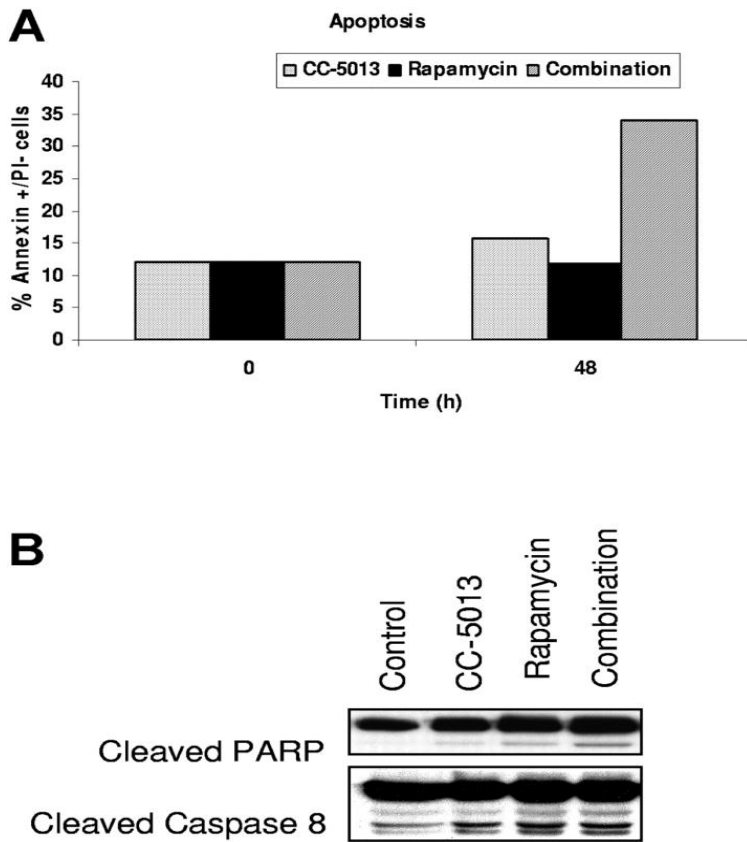 A
Apoptosis
CC-5013 Rapamycin Combination
% Annexin +/PI- cells
40
35
30
25
20
15
10
5
0
0 48
Time (h)
B
Control CC-5013 Rapamycin Combination
Cleaved PARP
Cleaved Caspase 8